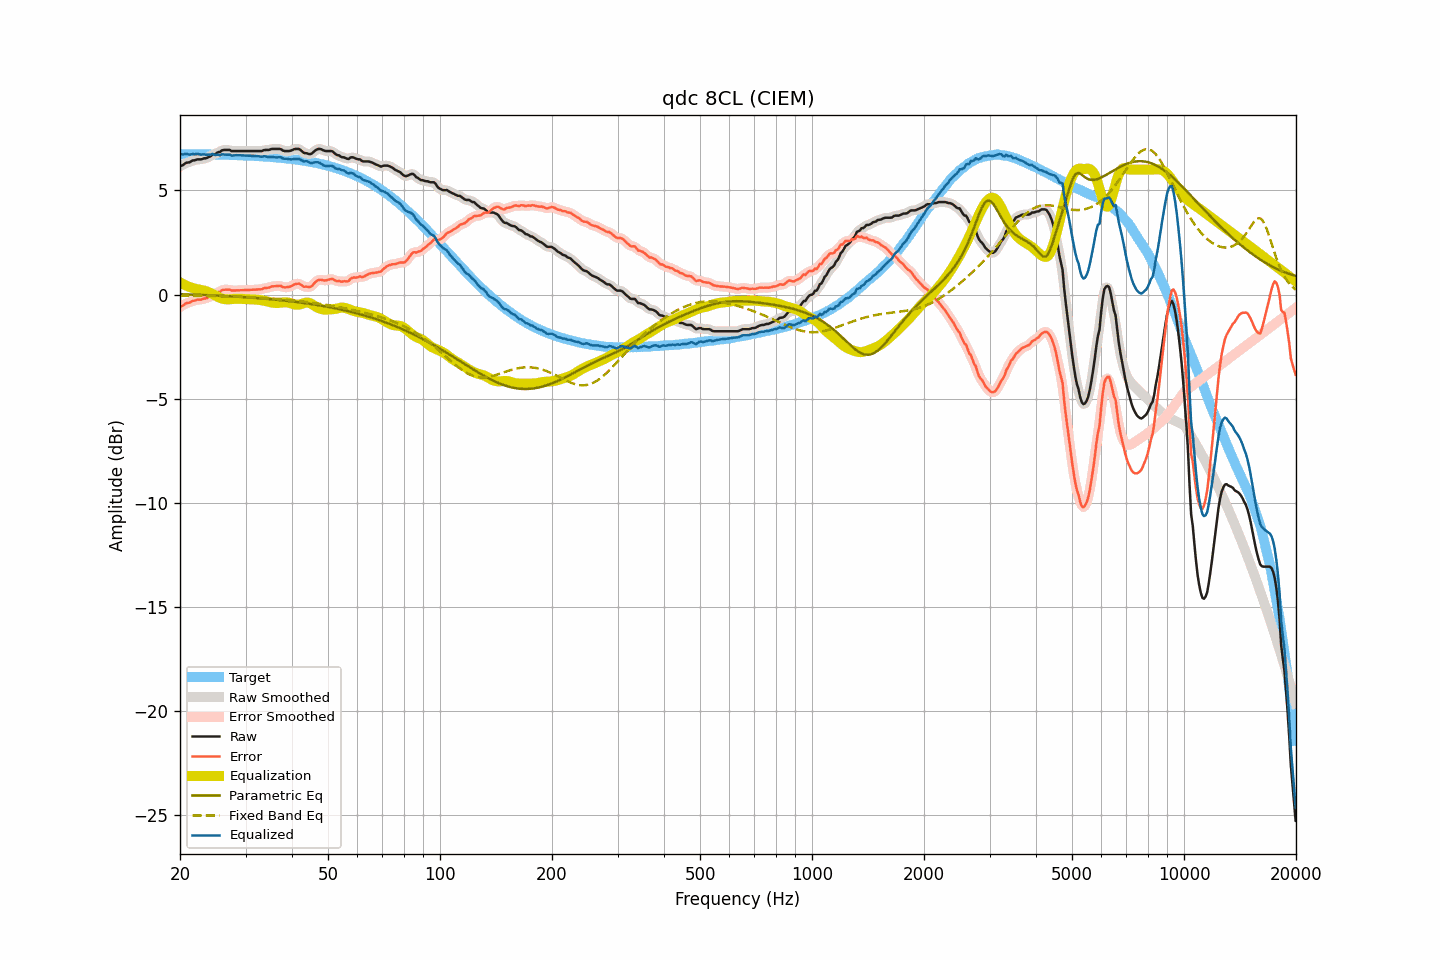 qdc 8CL (CIEM)
Amplitude (dBr)
5
0
−5
−10
−15
−20
−25
Target
Raw Smoothed
Error Smoothed
Raw
Error
Equalization
Parametric Eq
Fixed Band Eq
Equalized
20 50 100 200 500 1000 2000 5000 10000 20000
Frequency (Hz)